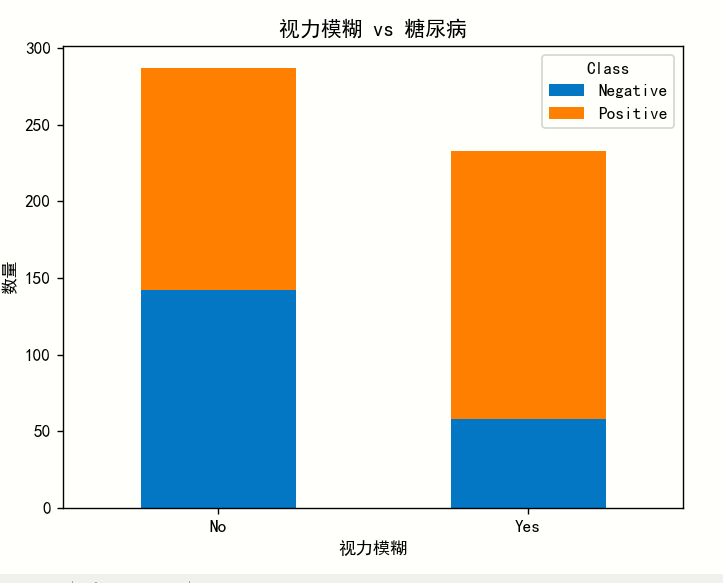 视力模糊 vs 糖尿病
Class
Negative
Positive
300
250
200
150
100
50
0
数量
No
Yes
视力模糊